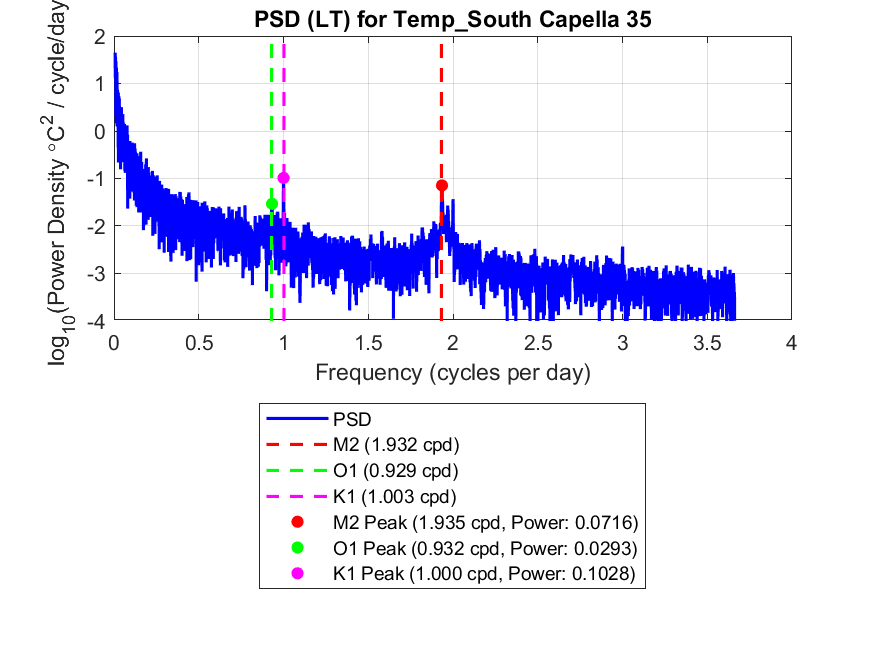 PSD (LT) for Temp_South Capella 35
log10(Power Density °C2 / cycle/day
2
1
0
-1
-2
-3
-4
0 0.5 1 1.5 2 2.5 3 3.5 4
Frequency (cycles per day)
PSD
M2 (1.932 cpd)
O1 (0.929 cpd)
K1 (1.003 cpd)
M2 Peak (1.935 cpd, Power: 0.0716)
O1 Peak (0.932 cpd, Power: 0.0293)
K1 Peak (1.000 cpd, Power: 0.1028)